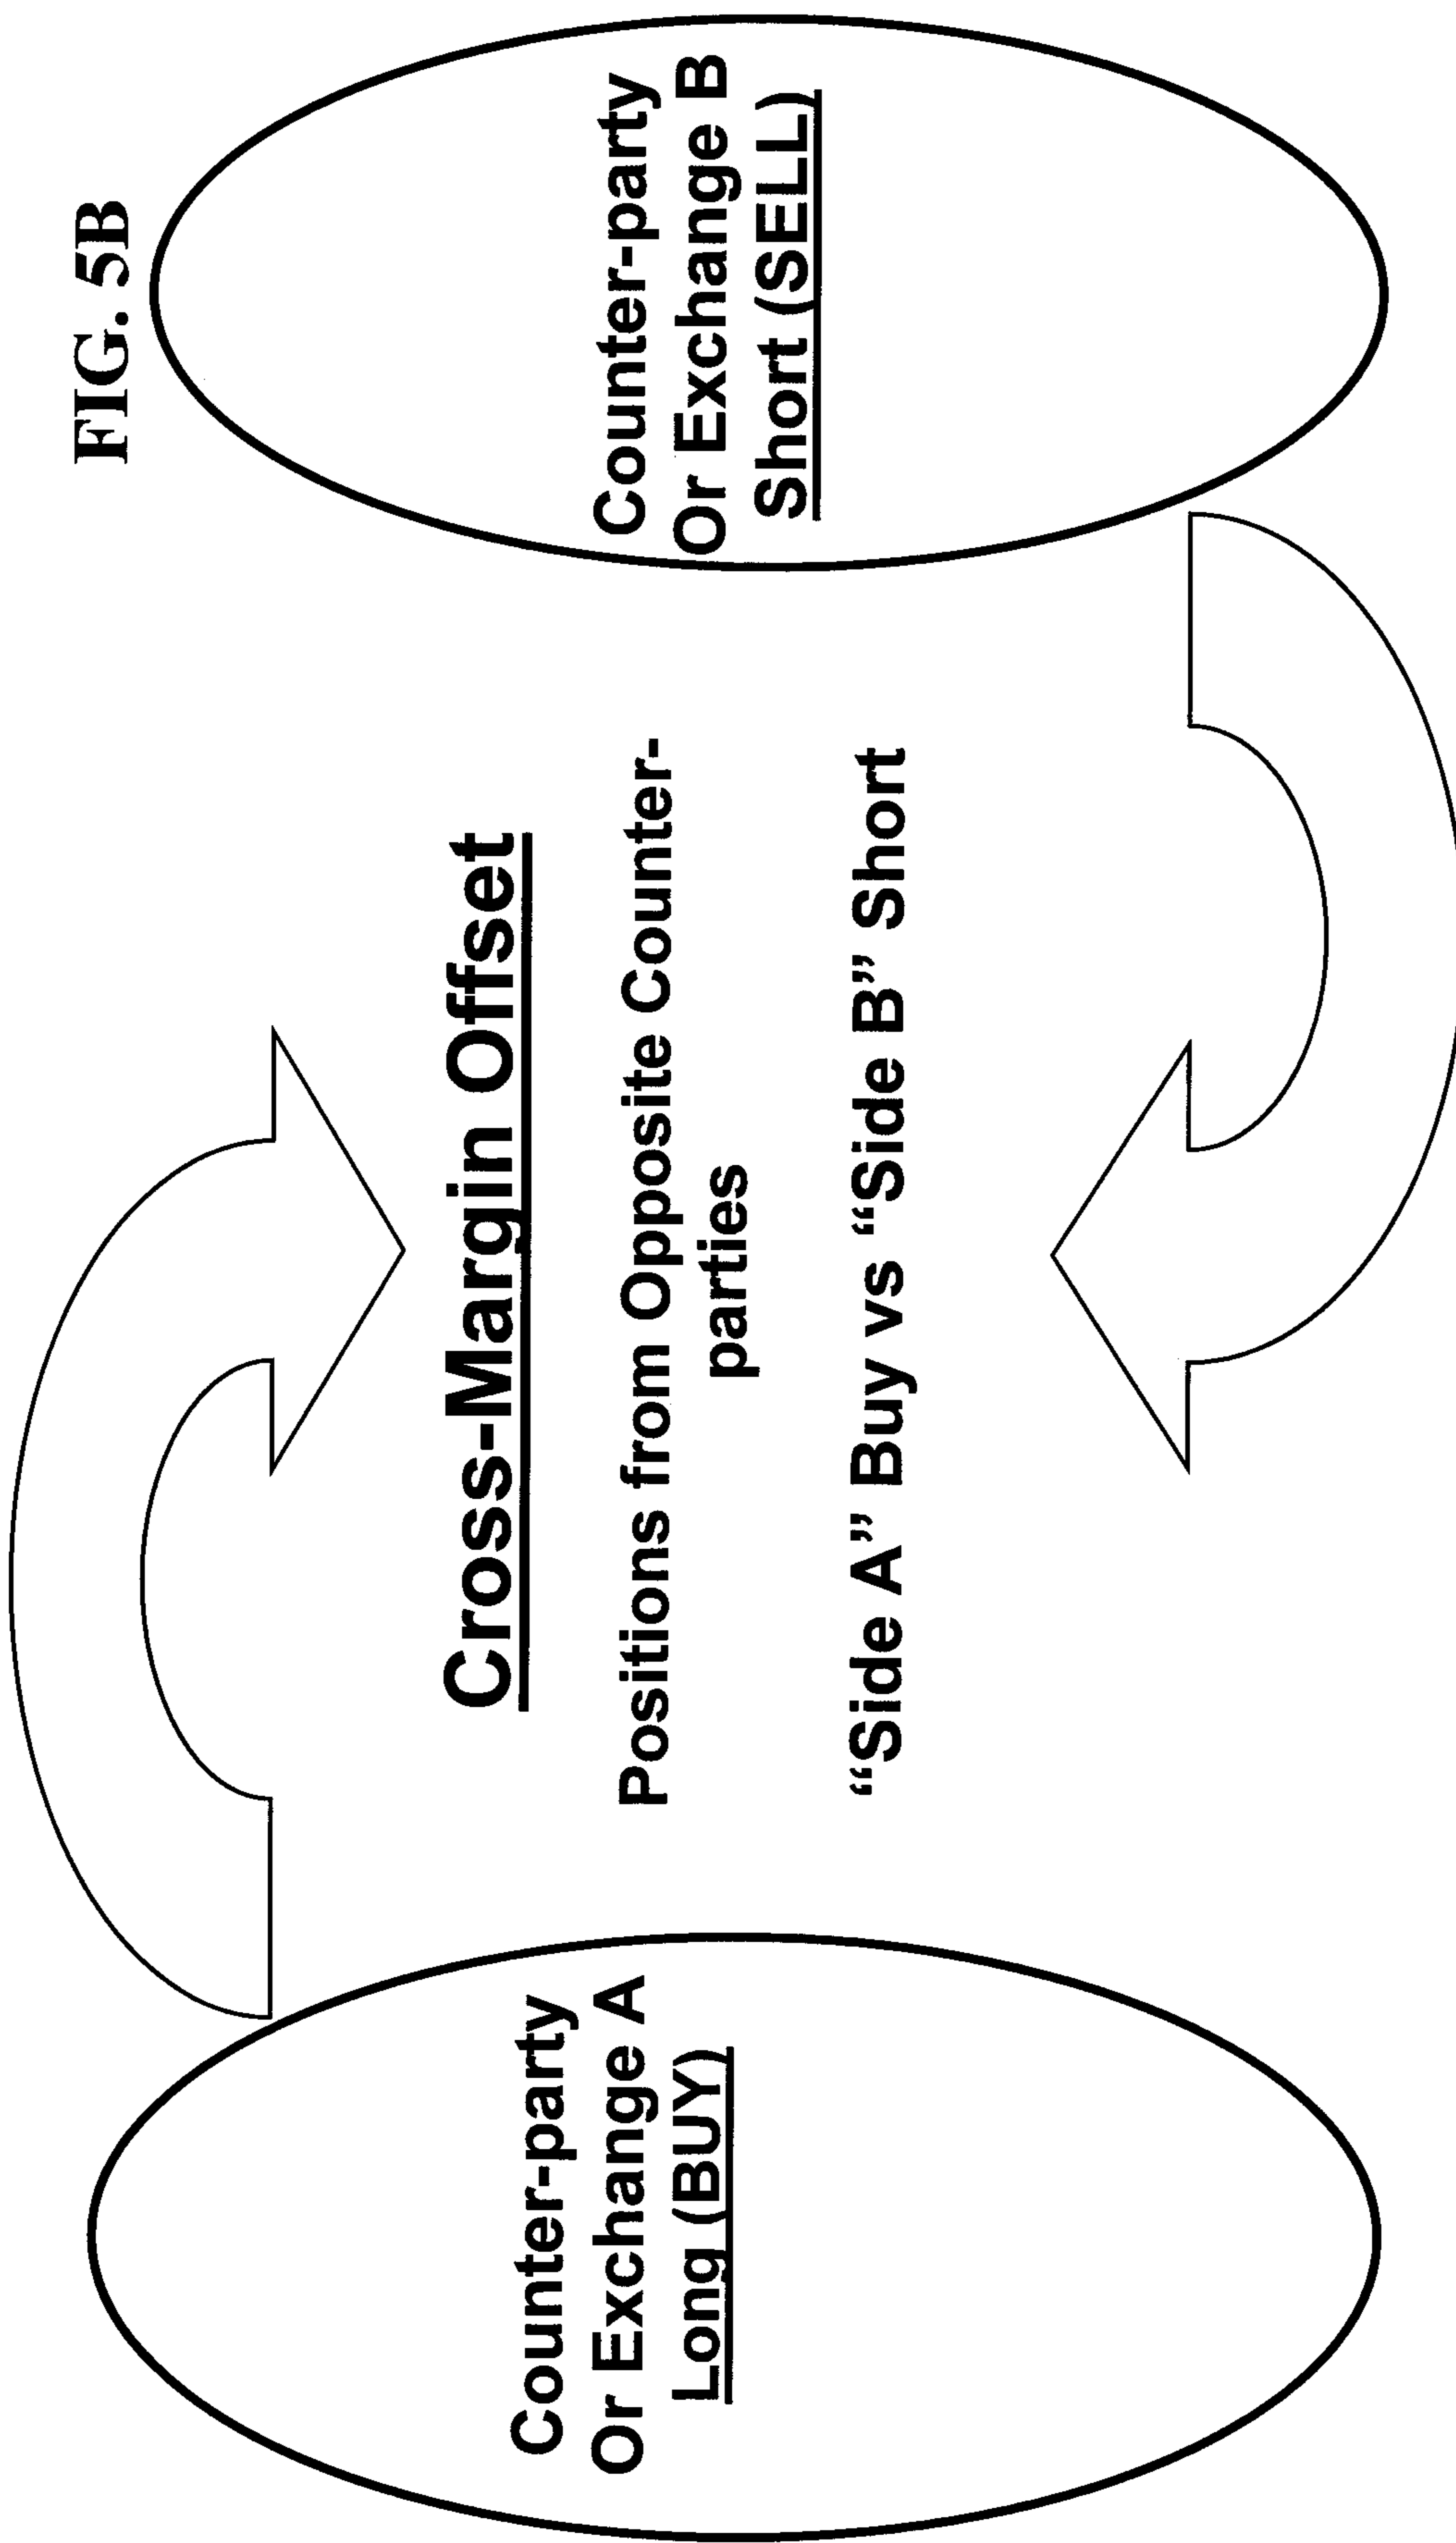 FIG. 5B
Counter-party
Or Exchange A
Long (BUY)
Cross-Margin Offset
Positions from Opposite Counter-
parties
“Side A” Buy vs “Side B” Short
Counter-party
Or Exchange B
Short (SELL)